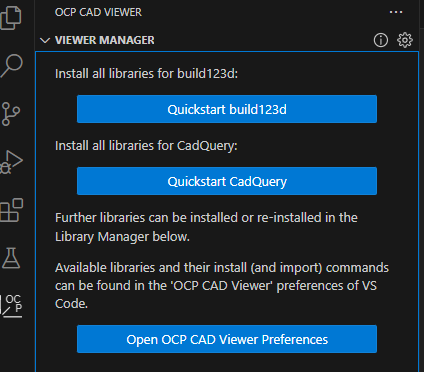 OCP CAD VIEWER
VIEWER MANAGER
Install all libraries for build123d:
Quickstart build123d
Install all libraries for CadQuery:
Quickstart CadQuery
Further libraries can be installed or re-installed in the
Library Manager below.
Available libraries and their install (and import) commands
can be found in the 'OCP CAD Viewer' preferences of VS
Code.
OC
P
Open OCP CAD Viewer Preferences